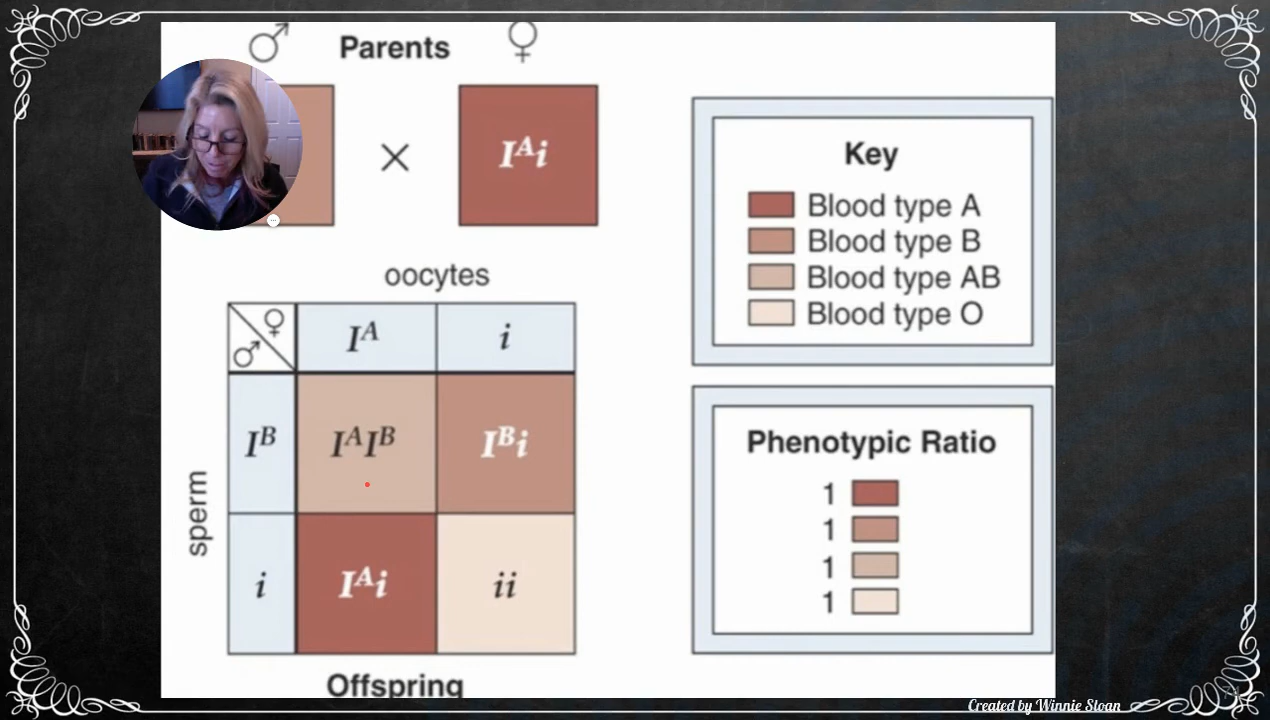 ♂ Parents ♀
× Iᴬi
oocytes
♀ ♂ Iᴬ i
sperm
Iᴮ IᴬIᴮ Iᴮi
i Iᴬi ii
Offspring
Key
Blood type A
Blood type B
Blood type AB
Blood type O
Phenotypic Ratio
1
1
1
1
Created by Winnie Sloan